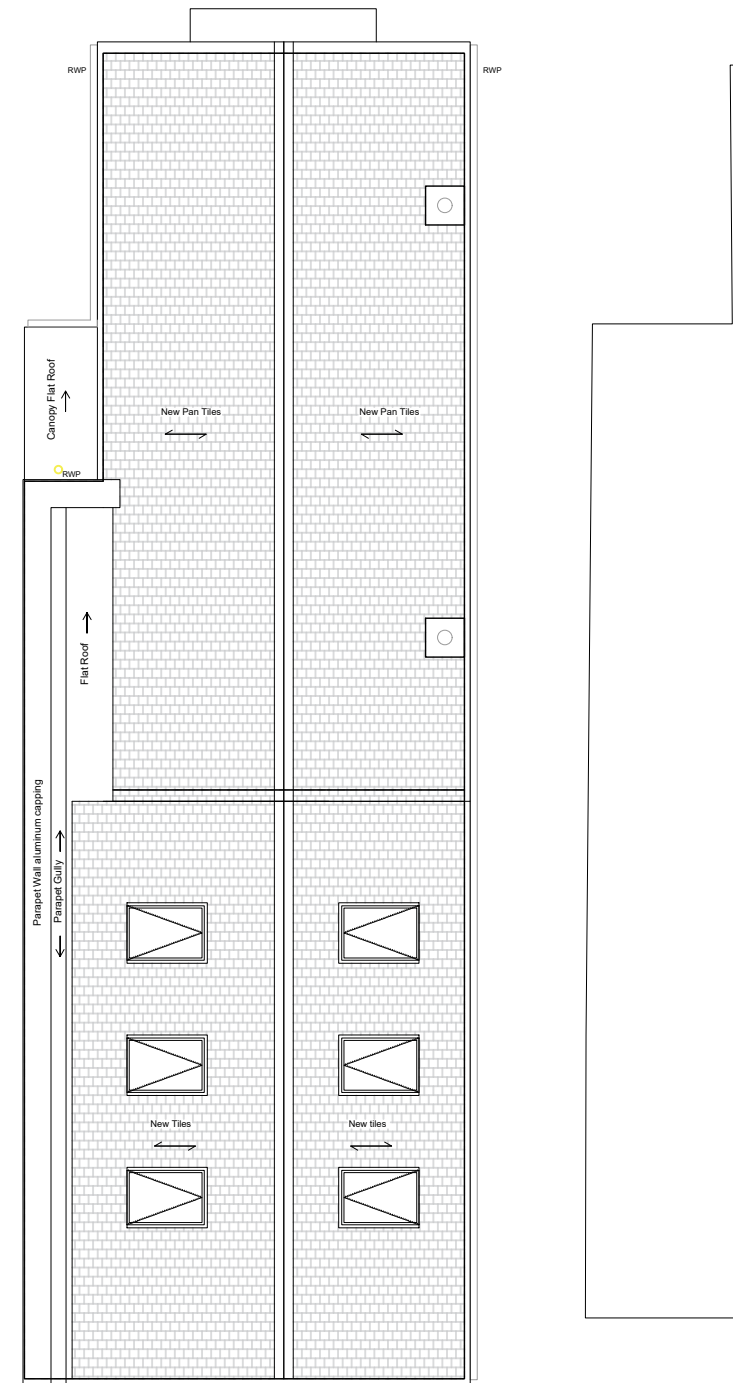 RWP
RWP
Canopy Flat Roof
New Pan Tiles
New Pan Tiles
RWP
Flat Roof
Parapet Wall aluminum capping
Parapet Gully
New Tiles
New tiles